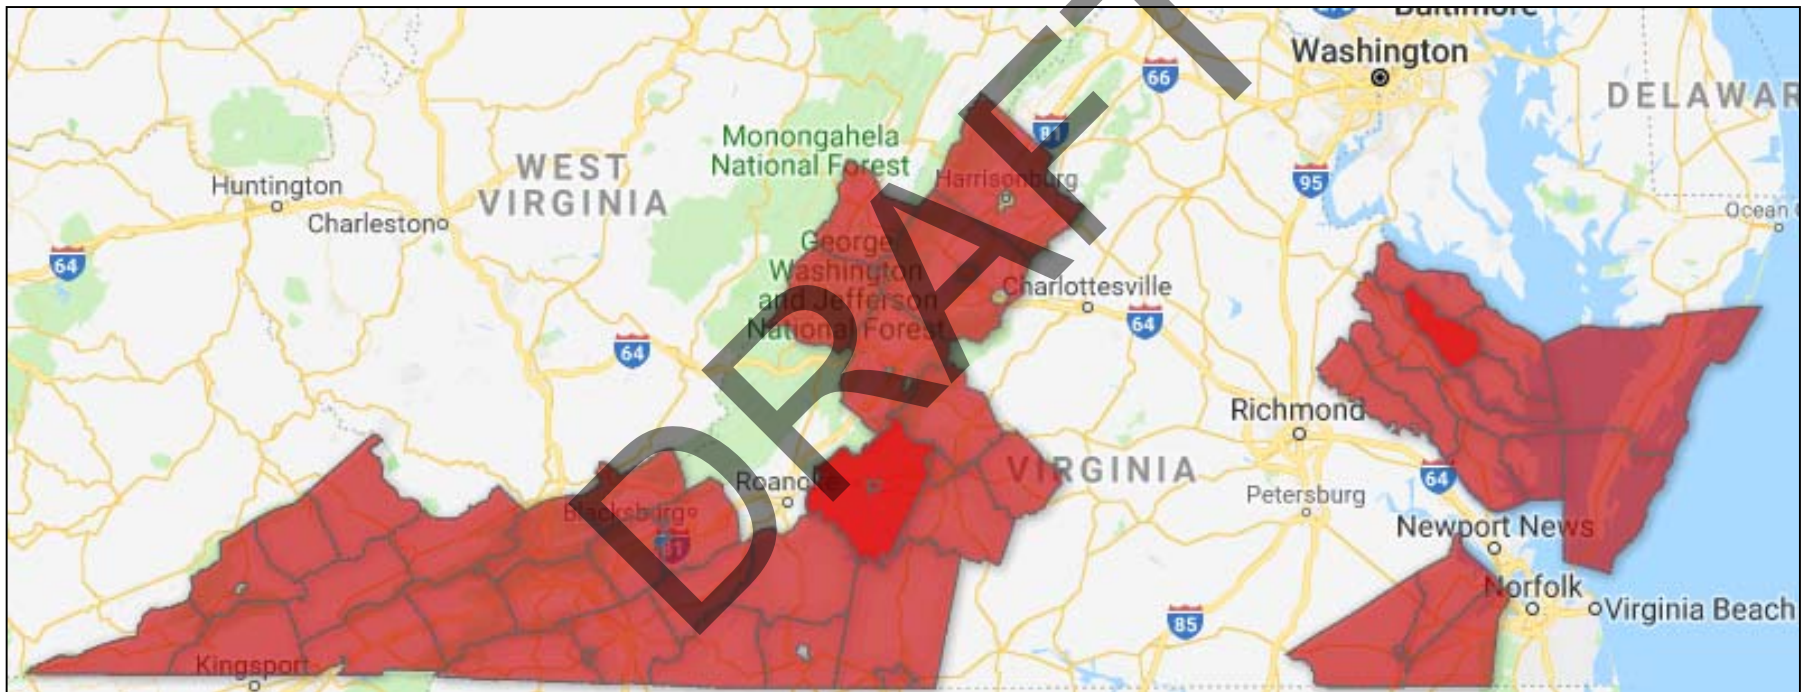 Baltimore
Washington
66
DELAWAR
81
Monongahela
National Forest
WEST
VIRGINIA
Harrisonburg
95
Huntington
Charleston
Ocean
64
George
Washington
and Jefferson
National Forest
Charlottesville
64
64
Richmond
VIRGINIA
Roanoke
64
Petersburg
Blacksburg
81
Newport News
Norfolk
Virginia Beach
85
Kingsport
DRAFT